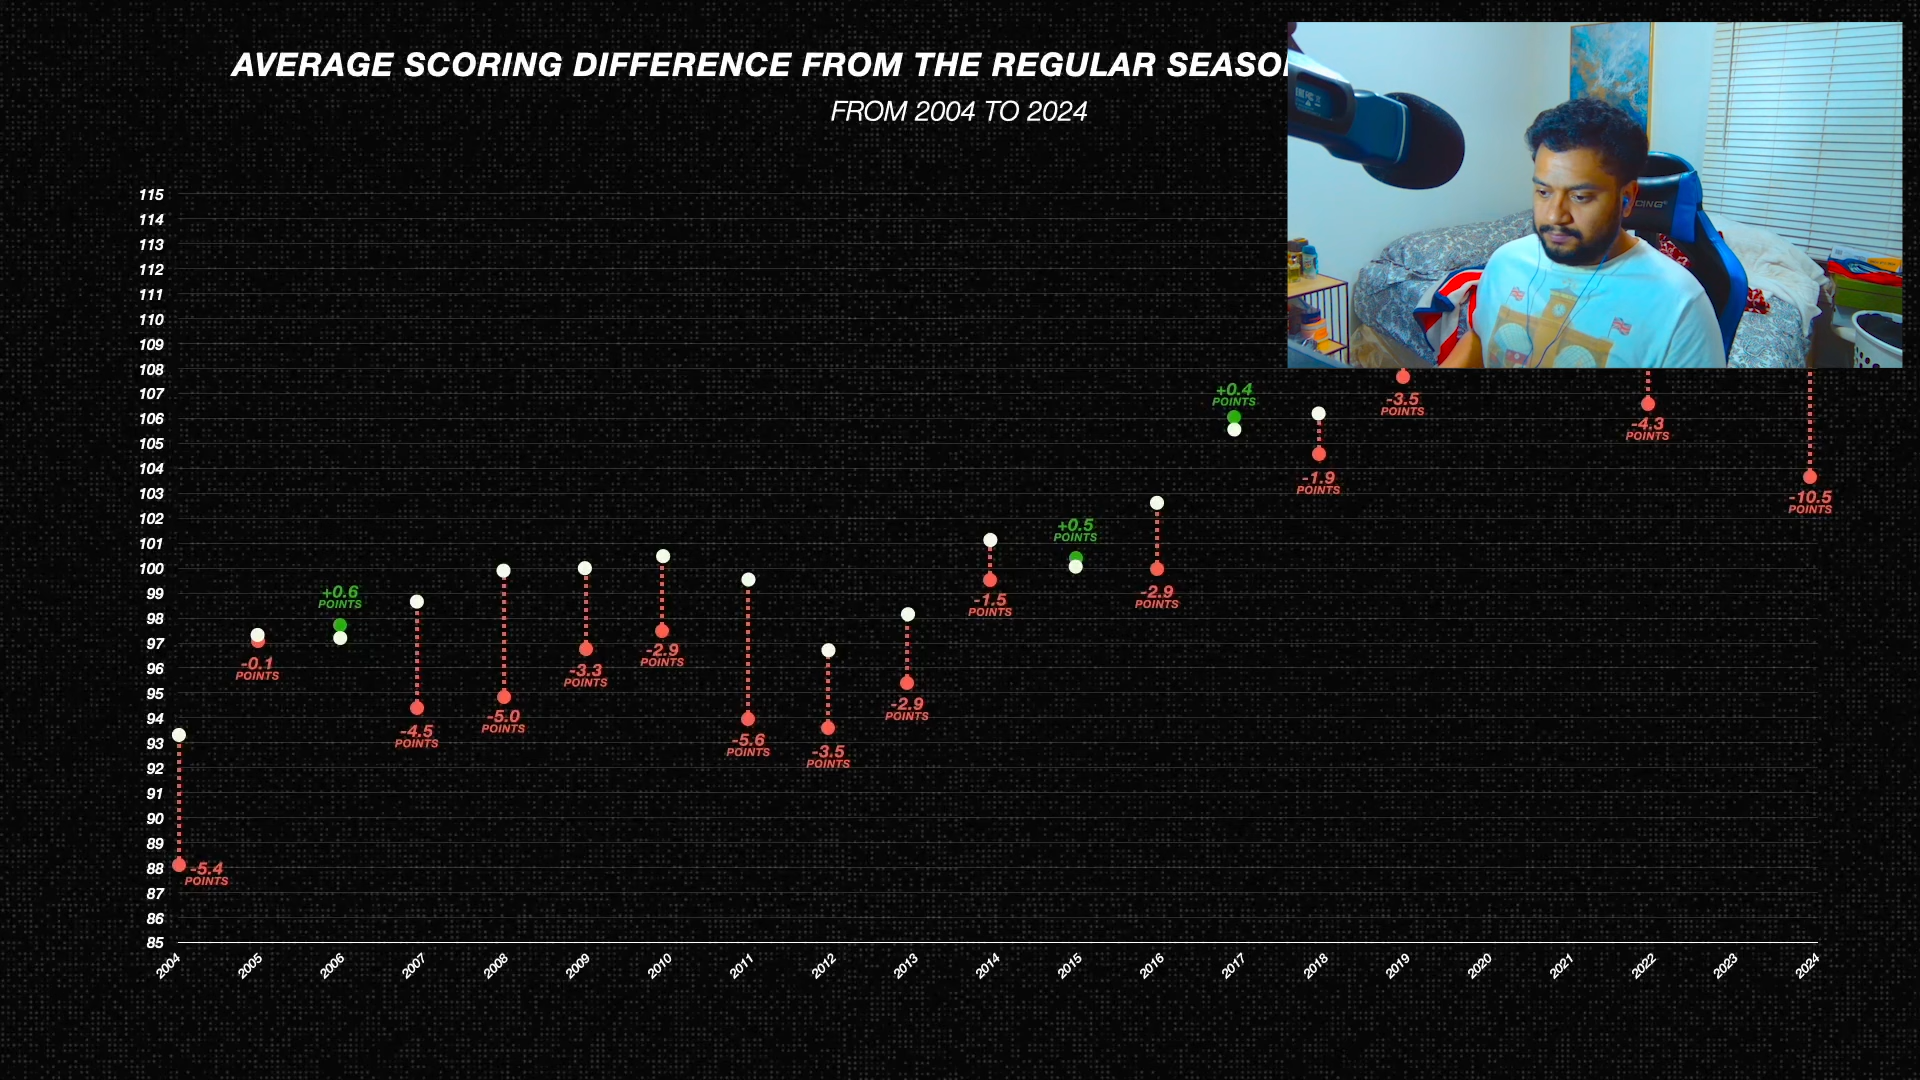 AVERAGE SCORING DIFFERENCE FROM THE REGULAR
FROM 2004 TO 2024
115
114
113
112
111
110
109
108
107
106
105
104
103
102
101
100
99
98
97
96
95
94
93
92
91
90
89
88
87
86
85
-5.4
POINTS
-0.1
POINTS
+0.6
POINTS
-4.5
POINTS
-5.0
POINTS
-3.3
POINTS
-2.9
POINTS
-5.6
POINTS
-3.5
POINTS
-2.9
POINTS
-1.5
POINTS
+0.5
POINTS
-2.9
POINTS
+0.4
POINTS
-1.9
POINTS
-3.5
POINTS
-4.3
POINTS
-10.5
POINTS
2004 2005 2006 2007 2008 2009 2010 2011 2012 2013 2014 2015 2016 2017 2018 2019 2020 2021 2022 2023 2024